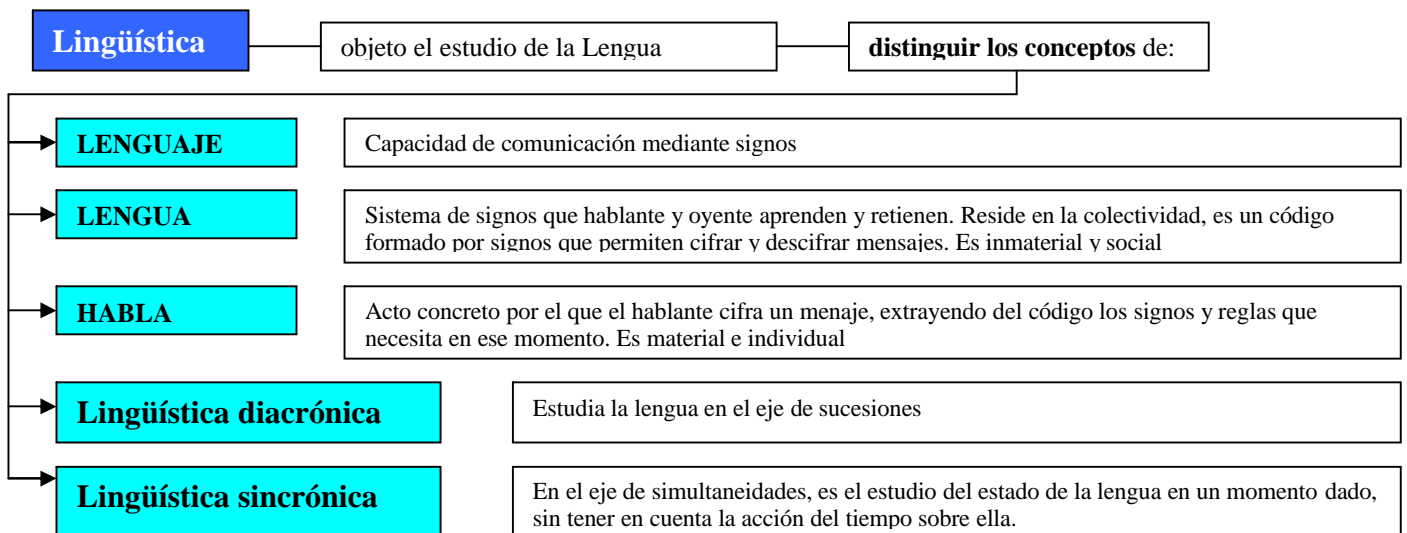 Lingüística
objeto el estudio de la Lengua
distinguir los conceptos de:
LENGUAJE
Capacidad de comunicación mediante signos
LENGUA
Sistema de signos que hablante y oyente aprenden y retienen. Reside en la colectividad, es un código
formado por signos que permiten cifrar y descifrar mensajes. Es inmaterial y social
HABLA
Acto concreto por el que el hablante cifra un menaje, extrayendo del código los signos y reglas que
necesita en ese momento. Es material e individual
Lingüística diacrónica
Estudia la lengua en el eje de sucesiones
Lingüística sincrónica
En el eje de simultaneidades, es el estudio del estado de la lengua en un momento dado,
sin tener en cuenta la acción del tiempo sobre ella.